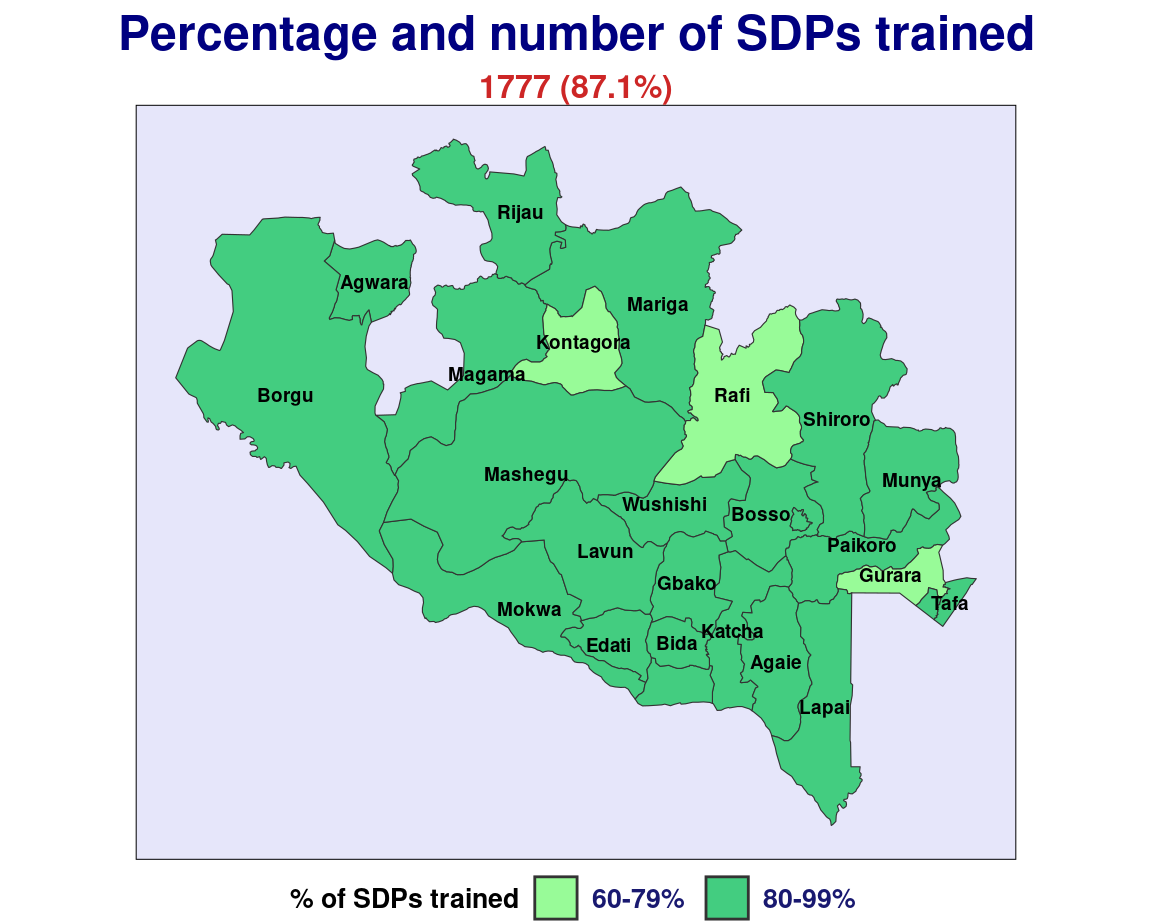 Percentage and number of SDPs trained
1777 (87.1%)
Rijau
Agwara
Mariga
Kontagora
Magama
Borgu
Rafi
Shiroro
Mashegu
Munya
Wushishi
Bosso
Paikoro
Lavun
Gurara
Gbako
Tafa
Mokwa
Katcha
Edati
Bida
Agaie
Lapai
% of SDPs trained 60-79% 80-99%